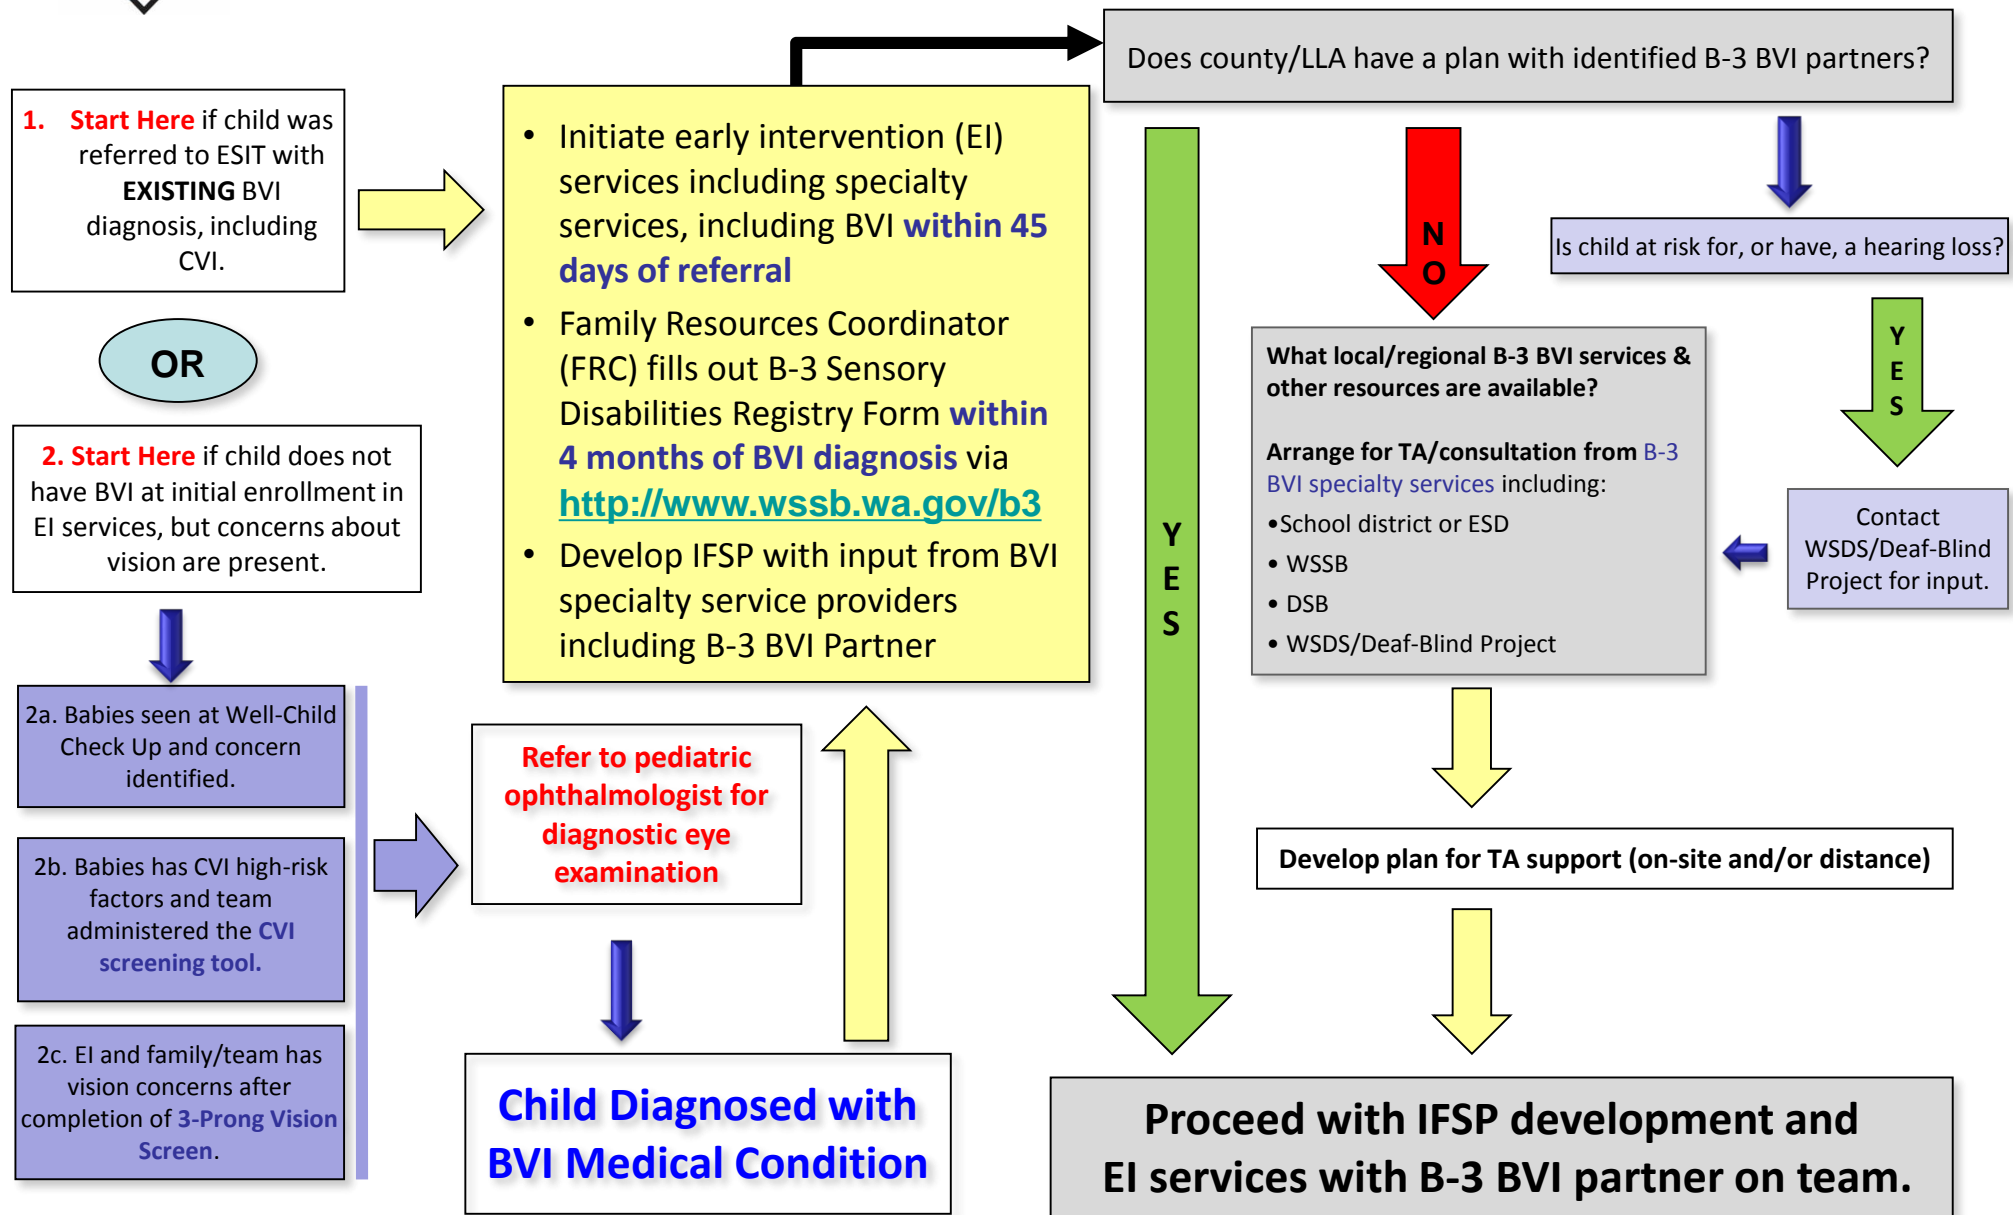 1. Start Here if child was
referred to ESIT with
EXISTING BVI
diagnosis, including
CVI.
OR
2. Start Here if child does not
have BVI at initial enrollment in
EI services, but concerns about
vision are present.
2a. Babies seen at Well-Child
Check Up and concern
identified.
2b. Babies has CVI high-risk
factors and team
administered the CVI
screening tool.
2c. EI and family/team has
vision concerns after
completion of 3-Prong Vision
Screen.
Refer to pediatric
ophthalmologist for
diagnostic eye
examination
Child Diagnosed with
BVI Medical Condition
• Initiate early intervention (EI)
services including specialty
services, including BVI within 45
days of referral
• Family Resources Coordinator
(FRC) fills out B-3 Sensory
Disabilities Registry Form within
4 months of BVI diagnosis via
http://www.wssb.wa.gov/b3
• Develop IFSP with input from BVI
specialty service providers
including B-3 BVI Partner
Does county/LLA have a plan with identified B-3 BVI partners?
Y
E
S
N
O
Is child at risk for, or have, a hearing loss?
Y
E
S
Contact
WSDS/Deaf-Blind
Project for input.
What local/regional B-3 BVI services &
other resources are available?
Arrange for TA/consultation from B-3
BVI specialty services including:
•School district or ESD
• WSSB
• DSB
• WSDS/Deaf-Blind Project
Develop plan for TA support (on-site and/or distance)
Proceed with IFSP development and
EI services with B-3 BVI partner on team.